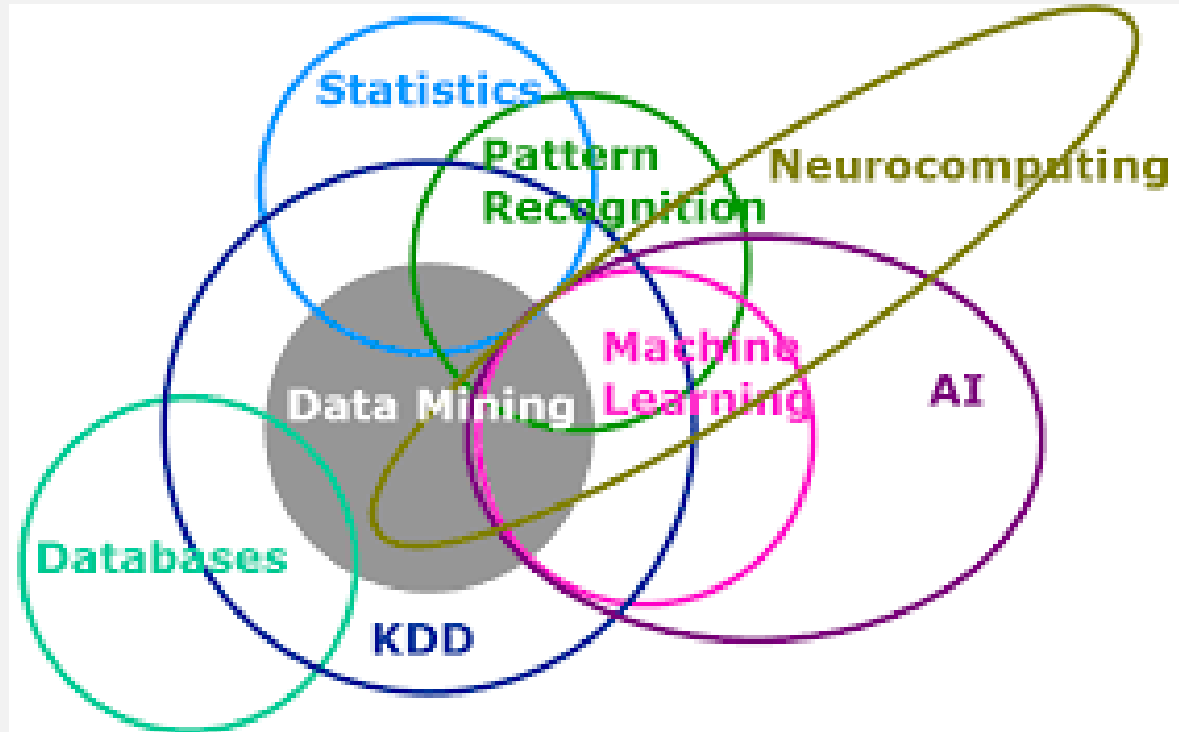 Statistics
Pattern
Recognition
Neurocomputing
Machine
Learning
AI
Data Mining
Databases
KDD